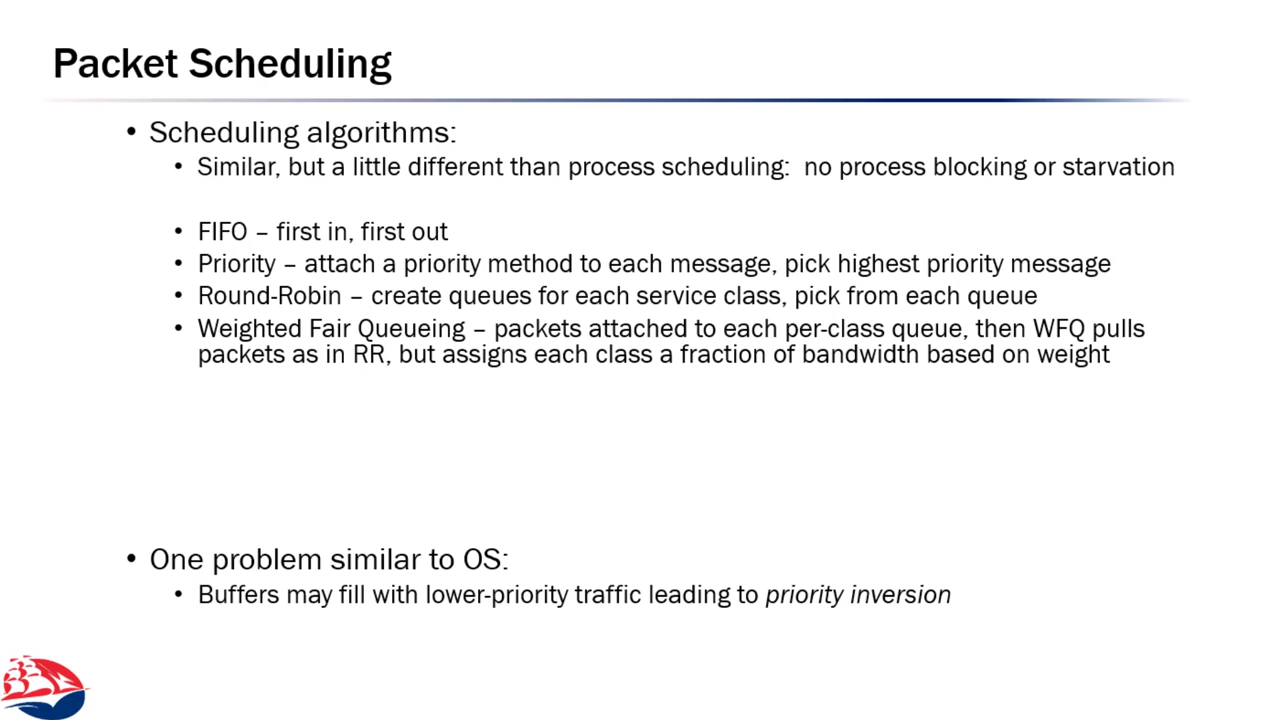 Packet Scheduling
• Scheduling algorithms:
• Similar, but a little different than process scheduling:  no process blocking or starvation
• FIFO – first in, first out
• Priority – attach a priority method to each message, pick highest priority message
• Round-Robin – create queues for each service class, pick from each queue
• Weighted Fair Queueing – packets attached to each per-class queue, then WFQ pulls
packets as in RR, but assigns each class a fraction of bandwidth based on weight
• One problem similar to OS:
• Buffers may fill with lower-priority traffic leading to priority inversion